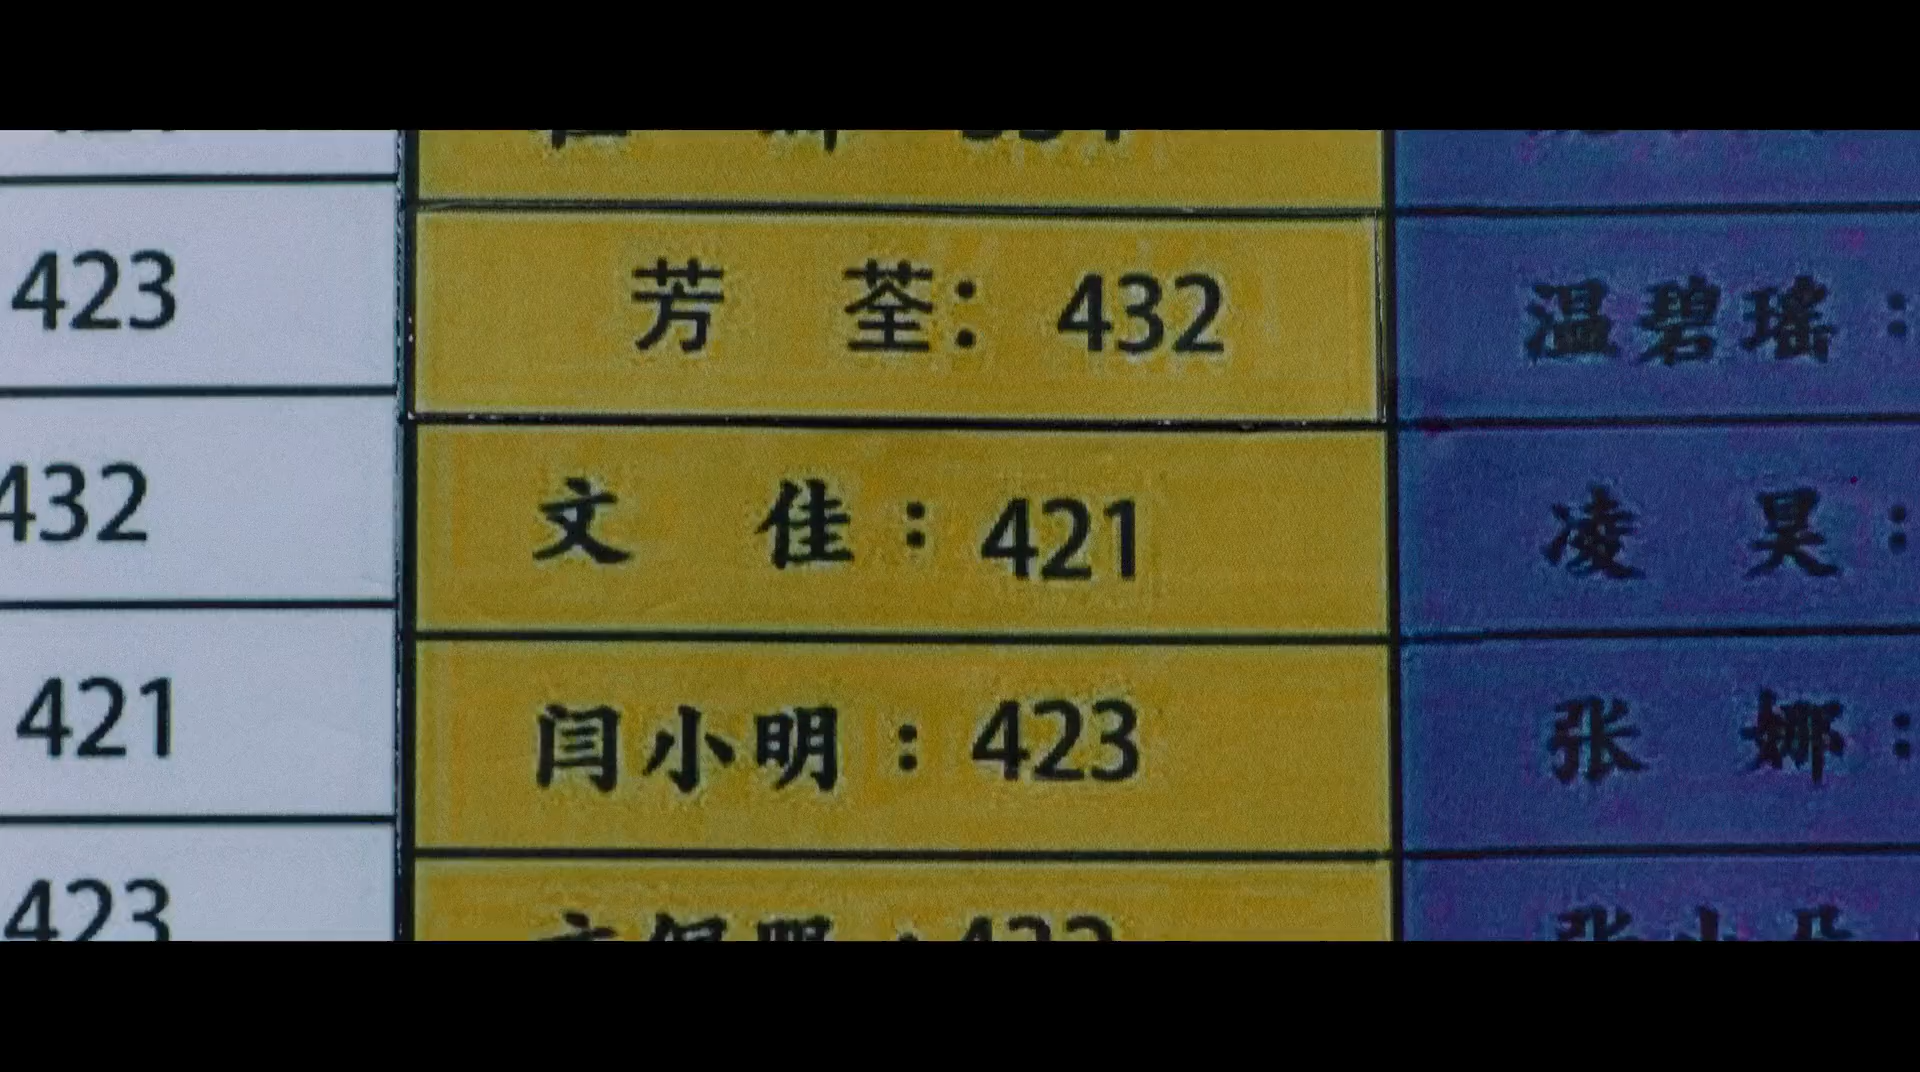 423 芳 荃： 432 温碧瑶：
432 文 佳：421 凌 昊：
421 闫小明：423 张 娜：
423